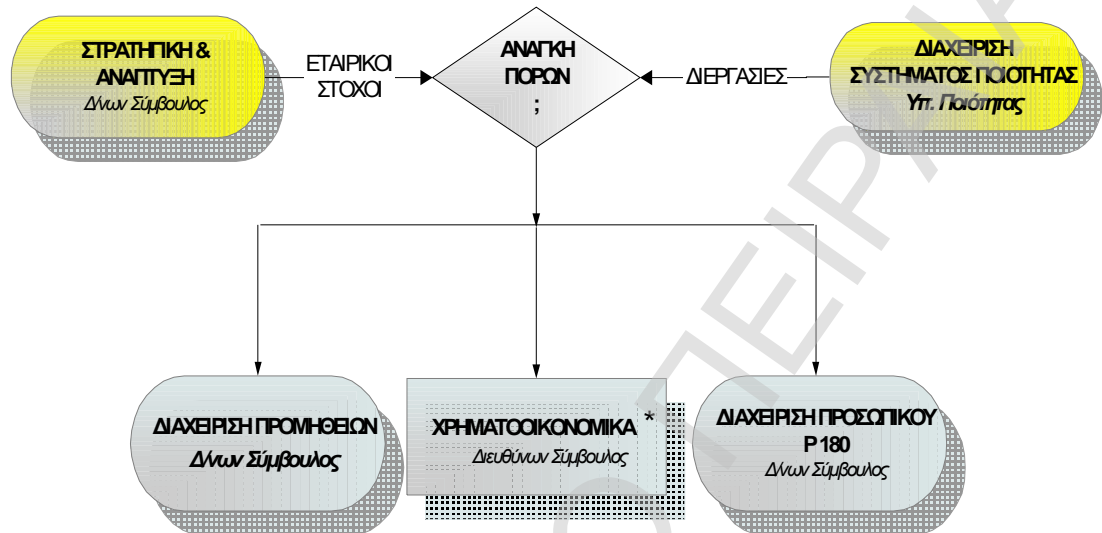 ΣΤΡΑΤΗΓΙΚΗ &
ΑΝΑΠΤΥΞΗ
Δ/νων Σύμβουλος
ΕΤΑΙΡΙΚΟΙ
ΣΤΟΧΟΙ
ΑΝΑΓΚΗ
ΠΟΡΩΝ
;
ΔΙΕΡΓΑΣΙΕΣ
ΔΙΑΧΕΙΡΙΣΗ
ΣΥΣΤΗΜΑΤΟΣ ΠΟΙΟΤΗΤΑΣ
Υπ. Ποιότητας
ΔΙΑΧΕΙΡΙΣΗ ΠΡΟΜΗΘΕΙΩΝ
Δ/νων Σύμβουλος
ΧΡΗΜΑΤΟΟΙΚΟΝΟΜΙΚΑ *
Διευθύνων Σύμβουλος
ΔΙΑΧΕΙΡΙΣΗ ΠΡΟΣΩΠΙΚΟΥ
P 180
Δ/νων Σύμβουλος